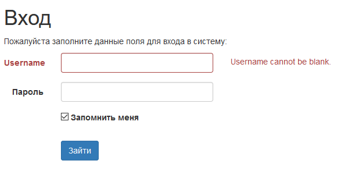 Вход
Пожалуйста заполните данные поля для входа в систему:
Username
Username cannot be blank.
Пароль
Запомнить меня
Зайти